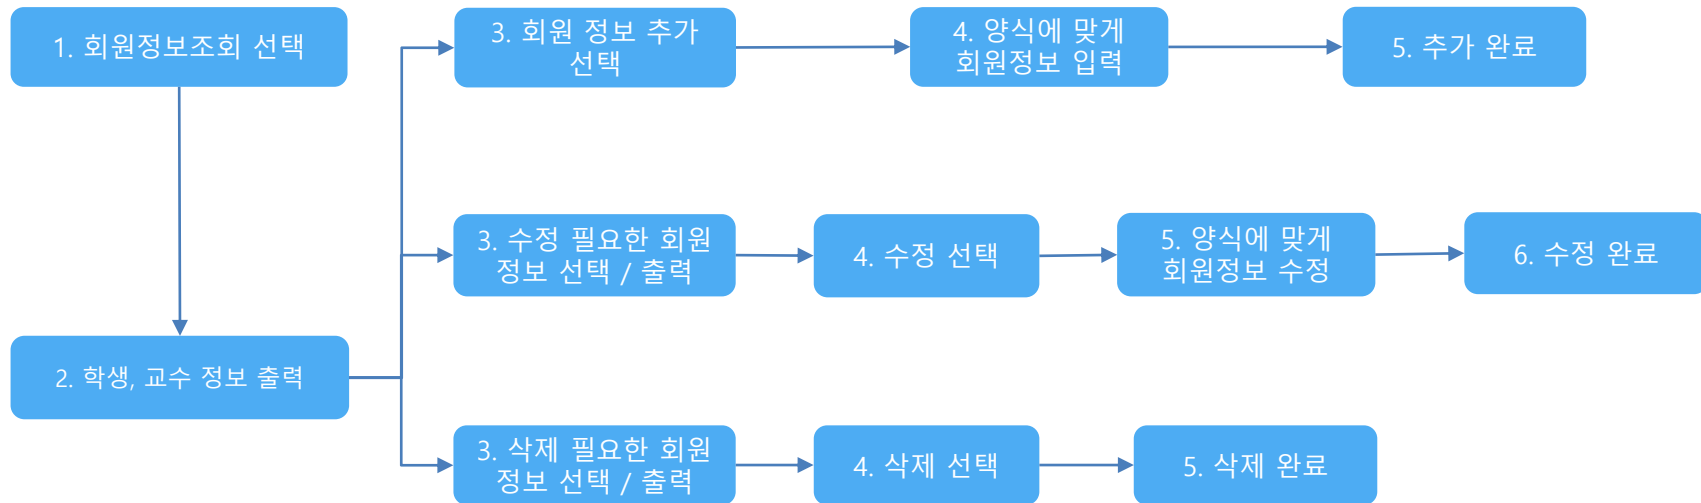 1. 회원정보조회 선택
3. 회원 정보 추가
선택
4. 양식에 맞게
회원정보 입력
5. 추가 완료
3. 수정 필요한 회원
정보 선택 / 출력
4. 수정 선택
5. 양식에 맞게
회원정보 수정
6. 수정 완료
2. 학생, 교수 정보 출력
3. 삭제 필요한 회원
정보 선택 / 출력
4. 삭제 선택
5. 삭제 완료